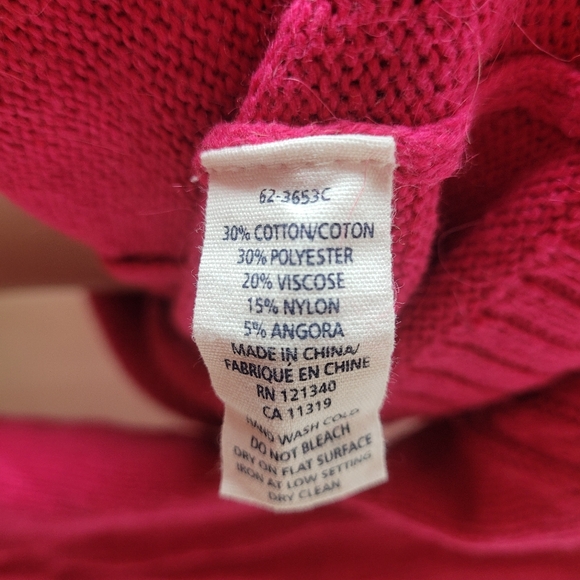 62-3653C
30% COTTON/COTON
30% POLYESTER
20% VISCOSE
15% NYLON
5% ANGORA
MADE IN CHINA/
FABRIQUÉ EN CHINE
RN 121340
CA 11319
HAND WASH COLD
DO NOT BLEACH
DRY ON FLAT SURFACE
IRON AT LOW SETTING
DRY CLEAN